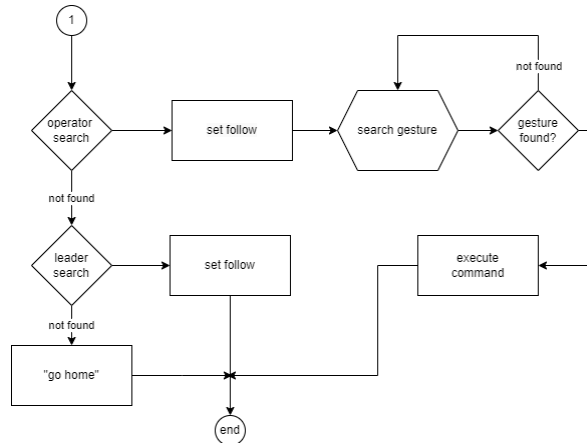 1
operator
search
set follow
search gesture
not found
gesture
found?
not found
leader
search
set follow
execute
command
not found
"go home"
end